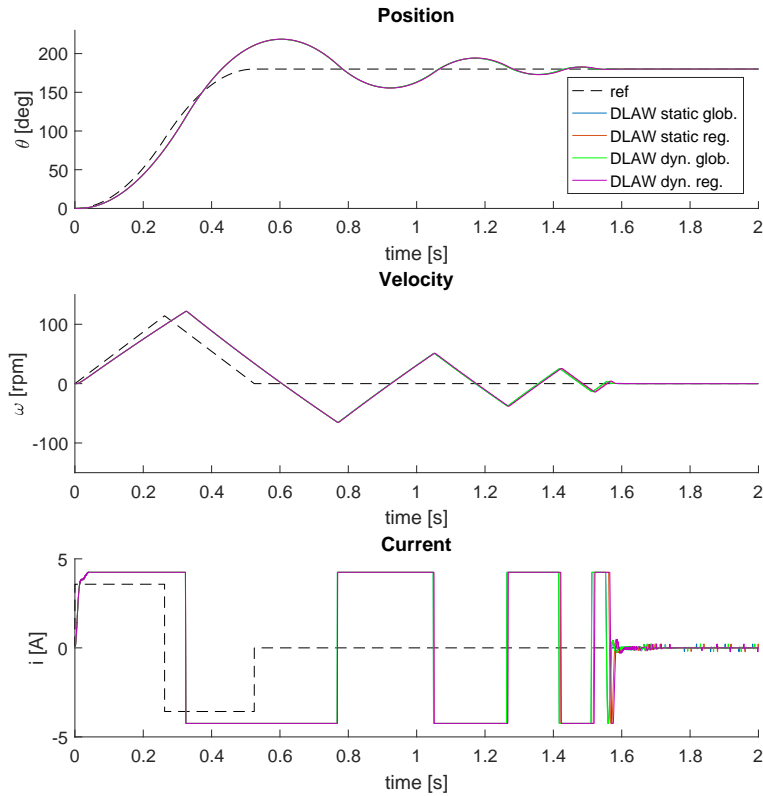 Position
200
150
100
50
0
θ [deg]
ref
DLAW static glob.
DLAW static reg.
DLAW dyn. glob.
DLAW dyn. reg.
0 0.2 0.4 0.6 0.8 1 1.2 1.4 1.6 1.8 2
time [s]
Velocity
100
0
-100
ω [rpm]
0 0.2 0.4 0.6 0.8 1 1.2 1.4 1.6 1.8 2
time [s]
Current
5
0
-5
i [A]
0 0.2 0.4 0.6 0.8 1 1.2 1.4 1.6 1.8 2
time [s]